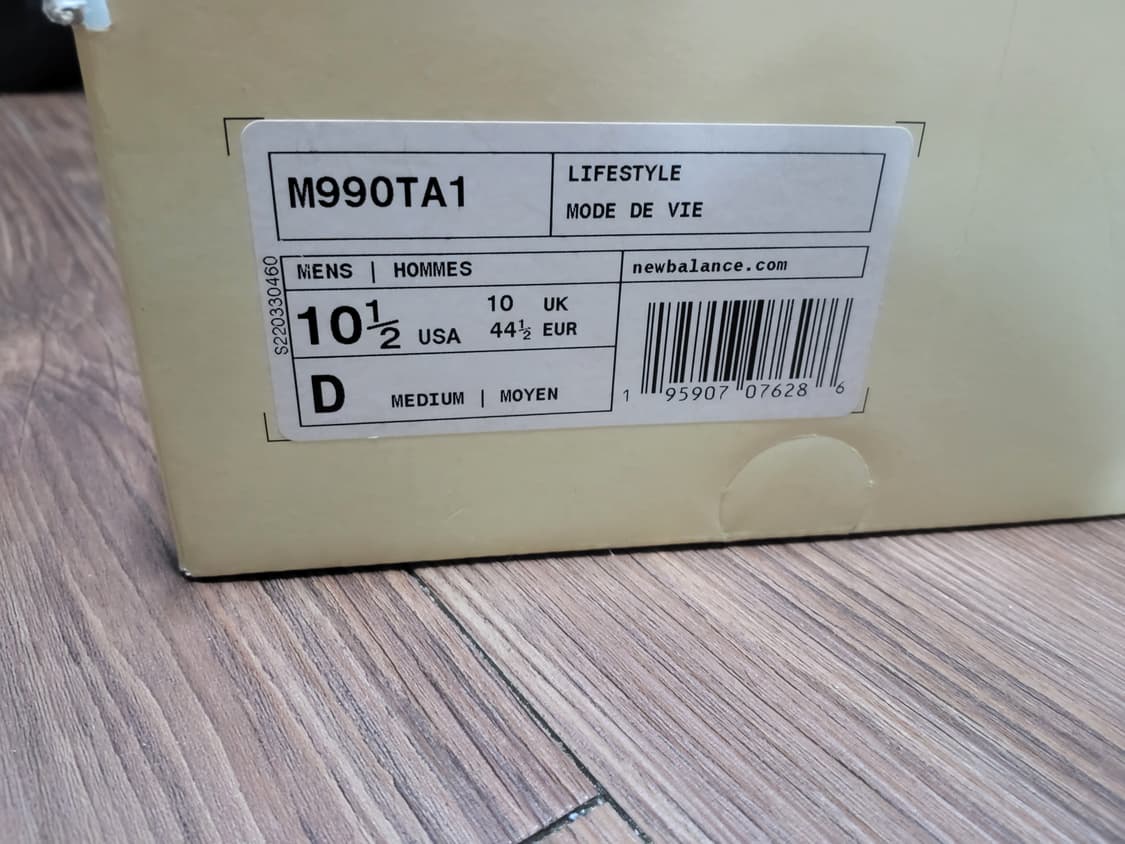 M990TA1
LIFESTYLE
MODE DE VIE
S220330460
MENS | HOMMES
newbalance.com
10½ USA
10 UK
44½ EUR
D MEDIUM | MOYEN
1 95907 07628 6